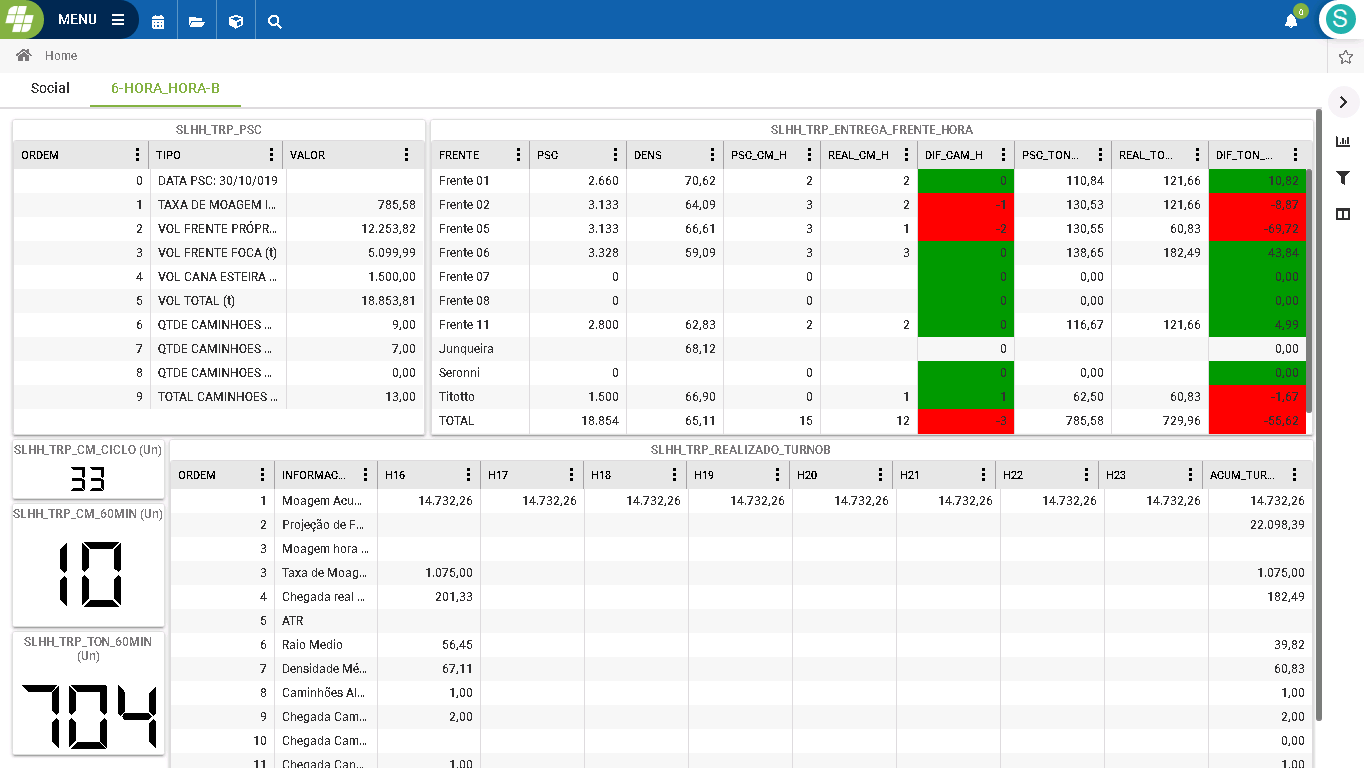 MENU
0
S
Home
Social 6-HORA_HORA-B
SLHH_TRP_PSC
ORDEM TIPO VALOR
0 DATA PSC: 30/10/019
1 TAXA DE MOAGEM I... 785,58
2 VOL FRENTE PRÓPR... 12.253,82
3 VOL FRENTE FOCA (t) 5.099,99
4 VOL CANA ESTEIRA ... 1.500,00
5 VOL TOTAL (t) 18.853,81
6 QTDE CAMINHOES ... 9,00
7 QTDE CAMINHOES ... 7,00
8 QTDE CAMINHOES ... 0,00
9 TOTAL CAMINHOES ... 13,00
SLHH_TRP_ENTREGA_FRENTE_HORA
FRENTE PSC DENS PSC_CM_H REAL_CM_H DIF_CAM_H PSC_TON... REAL_TO... DIF_TON_...
Frente 01 2.660 70,62 2 2 0 110,84 121,66 10,82
Frente 02 3.133 64,09 3 2 -1 130,53 121,66 -8,87
Frente 05 3.133 66,61 3 1 -2 130,55 60,83 -69,72
Frente 06 3.328 59,09 3 3 0 138,65 182,49 43,84
Frente 07 0 0 0 0,00 0,00
Frente 08 0 0 0 0,00 0,00
Frente 11 2.800 62,83 2 2 0 116,67 121,66 4,99
Junqueira 68,12 0 0,00
Seronni 0 0 0 0,00 0,00
Titotto 1.500 66,90 0 1 1 62,50 60,83 -1,67
TOTAL 18.854 65,11 15 12 -3 785,58 729,96 -55,62
SLHH_TRP_CM_CICLO (Un)
33
SLHH_TRP_CM_60MIN (Un)
10
SLHH_TRP_TON_60MIN
(Un)
704
SLHH_TRP_REALIZADO_TURNOB
ORDEM INFORMAC... H16 H17 H18 H19 H20 H21 H22 H23 ACUM_TUR...
1 Moagem Acu... 14.732,26 14.732,26 14.732,26 14.732,26 14.732,26 14.732,26 14.732,26 14.732,26 14.732,26
2 Projeção de F... 22.098,39
3 Moagem hora ...
3 Taxa de Moag... 1.075,00 1.075,00
4 Chegada real ... 201,33 182,49
5 ATR
6 Raio Medio 56,45 39,82
7 Densidade Mé... 67,11 60,83
8 Caminhões Al... 1,00 1,00
9 Chegada Cam... 2,00 2,00
10 Chegada Cam... 0,00
11 Chegada Can... 1,00 1,00